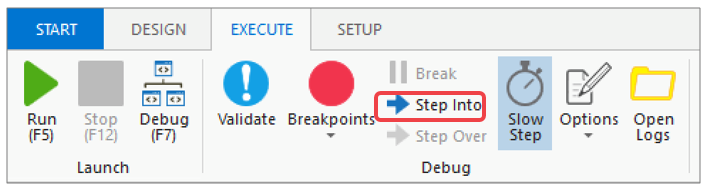 START DESIGN EXECUTE SETUP
Run
(F5)
Stop
(F12)
Debug
(F7)
Launch
Validate
Breakpoints
Break
Step Into
Step Over
Slow
Step
Options
Open
Logs
Debug